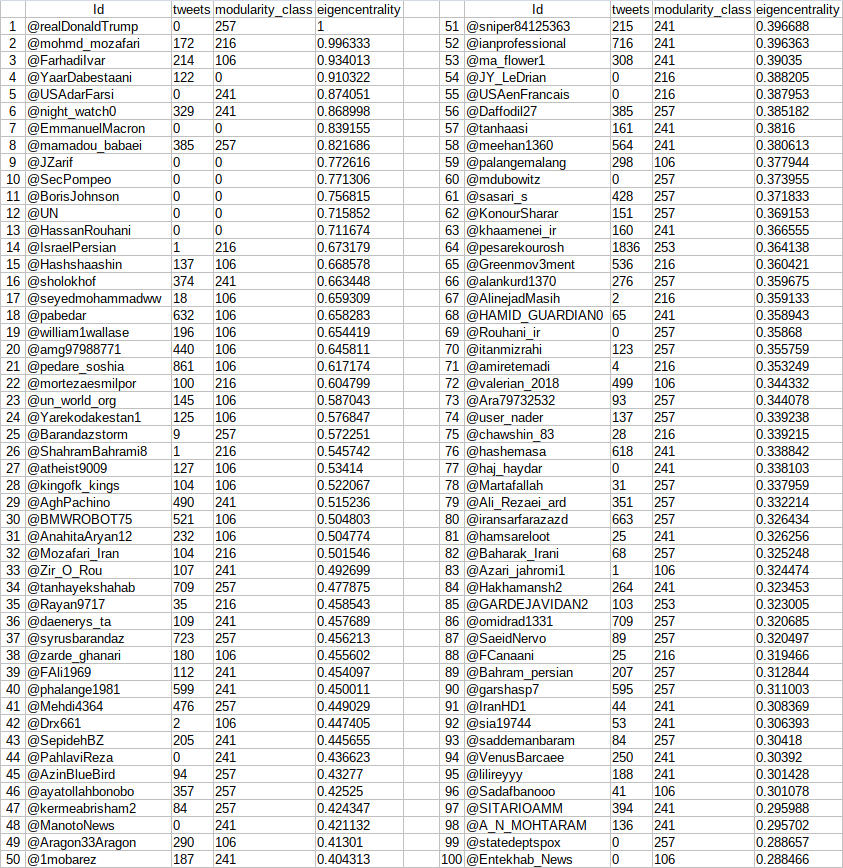 Id tweets modularity_class eigencentrality Id tweets modularity_class eigencentrality
1 @realDonaldTrump 0 257 1 51 @sniper84125363 215 241 0.396688
2 @mohmd_mozafari 172 216 0.996333 52 @ianprofessional 716 241 0.396363
3 @FarhadiIvar 214 106 0.934013 53 @ma_flower1 308 241 0.39035
4 @YaarDabestaani 122 0 0.910322 54 @JY_LeDrian 0 216 0.388205
5 @USAdarFarsi 0 241 0.874051 55 @USAenFrancais 0 216 0.387953
6 @night_watch0 329 241 0.868998 56 @Daffodil27 385 257 0.385182
7 @EmmanuelMacron 0 0 0.839155 57 @tanhaasi 161 241 0.3816
8 @mamadou_babaei 385 257 0.821686 58 @meehan1360 564 241 0.380613
9 @JZarif 0 0 0.772616 59 @palangemalang 298 106 0.377944
10 @SecPompeo 0 0 0.771306 60 @mdubowitz 0 257 0.373955
11 @BorisJohnson 0 0 0.756815 61 @sasari_s 428 257 0.371833
12 @UN 0 0 0.715852 62 @KonourSharar 151 257 0.369153
13 @HassanRouhani 0 0 0.711674 63 @khaamenei_ir 160 241 0.366555
14 @IsraelPersian 1 216 0.673179 64 @pesarekourosh 1836 253 0.364138
15 @Hashshaashin 137 106 0.668578 65 @Greenmov3ment 536 216 0.360421
16 @sholokhof 374 241 0.663448 66 @alankurd1370 276 257 0.359675
17 @seyedmohammadww 18 106 0.659309 67 @AlinejadMasih 2 216 0.359133
18 @pabedar 632 106 0.658283 68 @HAMID_GUARDIAN0 65 241 0.358943
19 @william1wallase 196 106 0.654419 69 @Rouhani_ir 0 257 0.35868
20 @amg97988771 440 106 0.645811 70 @itanmizrahi 123 257 0.355759
21 @pedare_soshia 861 106 0.617174 71 @amiretemadi 4 216 0.353249
22 @mortezaesmilpor 100 216 0.604799 72 @valerian_2018 499 106 0.344332
23 @un_world_org 145 106 0.587043 73 @Ara79732532 93 257 0.344078
24 @Yarekodakestan1 125 106 0.576847 74 @user_nader 137 257 0.339238
25 @Barandazstorm 9 257 0.572251 75 @chawshin_83 28 216 0.339215
26 @ShahramBahrami8 1 216 0.545742 76 @hashemasa 618 241 0.338842
27 @atheist9009 127 106 0.53414 77 @haj_haydar 0 241 0.338103
28 @kingofk_kings 104 106 0.522067 78 @Martafallah 31 257 0.337959
29 @AghPachino 490 241 0.515236 79 @Ali_Rezaei_ard 351 257 0.332214
30 @BMWROBOT75 521 106 0.504803 80 @iransarfarazazd 663 257 0.326434
31 @AnahitaAryan12 232 106 0.504774 81 @hamsareloot 25 241 0.326256
32 @Mozafari_Iran 104 216 0.501546 82 @Baharak_Irani 68 257 0.325248
33 @Zir_O_Rou 107 241 0.492699 83 @Azari_jahromi1 1 106 0.324474
34 @tanhayekshahab 709 257 0.477875 84 @Hakhamansh2 264 241 0.323453
35 @Rayan9717 35 216 0.458543 85 @GARDEJAVIDAN2 103 253 0.323005
36 @daenerys_ta 109 241 0.457689 86 @omidrad1331 709 257 0.320685
37 @syrusbarandaz 723 257 0.456213 87 @SaeidNervo 89 257 0.320497
38 @zarde_ghanari 180 106 0.455602 88 @FCanaani 25 216 0.319466
39 @FAli1969 112 241 0.454097 89 @Bahram_persian 207 257 0.312844
40 @phalange1981 599 241 0.450011 90 @garshasp7 595 257 0.311003
41 @Mehdi4364 476 257 0.449029 91 @IranHD1 44 241 0.308369
42 @Drx661 2 106 0.447405 92 @sia19744 53 241 0.306393
43 @SepidehBZ 205 241 0.445655 93 @saddemanbaram 84 257 0.30418
44 @PahlaviReza 0 241 0.436623 94 @VenusBarcaee 250 241 0.30392
45 @AzinBlueBird 94 257 0.43277 95 @lilireyyy 188 241 0.301428
46 @ayatollahbonobo 357 257 0.42525 96 @Sadafbanooo 41 106 0.301078
47 @kermeabrisham2 84 257 0.424347 97 @SITARIOAMM 394 241 0.295988
48 @ManotoNews 0 241 0.421132 98 @A_N_MOHTARAM 136 241 0.295702
49 @Aragon33Aragon 290 106 0.41301 99 @statedeptspox 0 257 0.288657
50 @1mobarez 187 241 0.404313 100 @Entekhab_News 0 106 0.288466